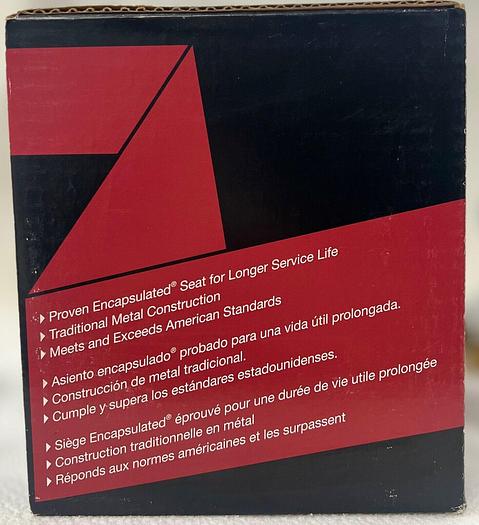 Proven Encapsulated® Seat for Longer Service Life
Traditional Metal Construction
Meets and Exceeds American Standards
Asiento encapsulado® probado para una vida útil prolongada.
Construcción de metal tradicional.
Cumple y supera los estándares estadounidenses.
Siège Encapsulated® éprouvé pour une durée de vie utile prolongée
Construction traditionnelle en métal
Réponds aux normes américaines et les surpassent